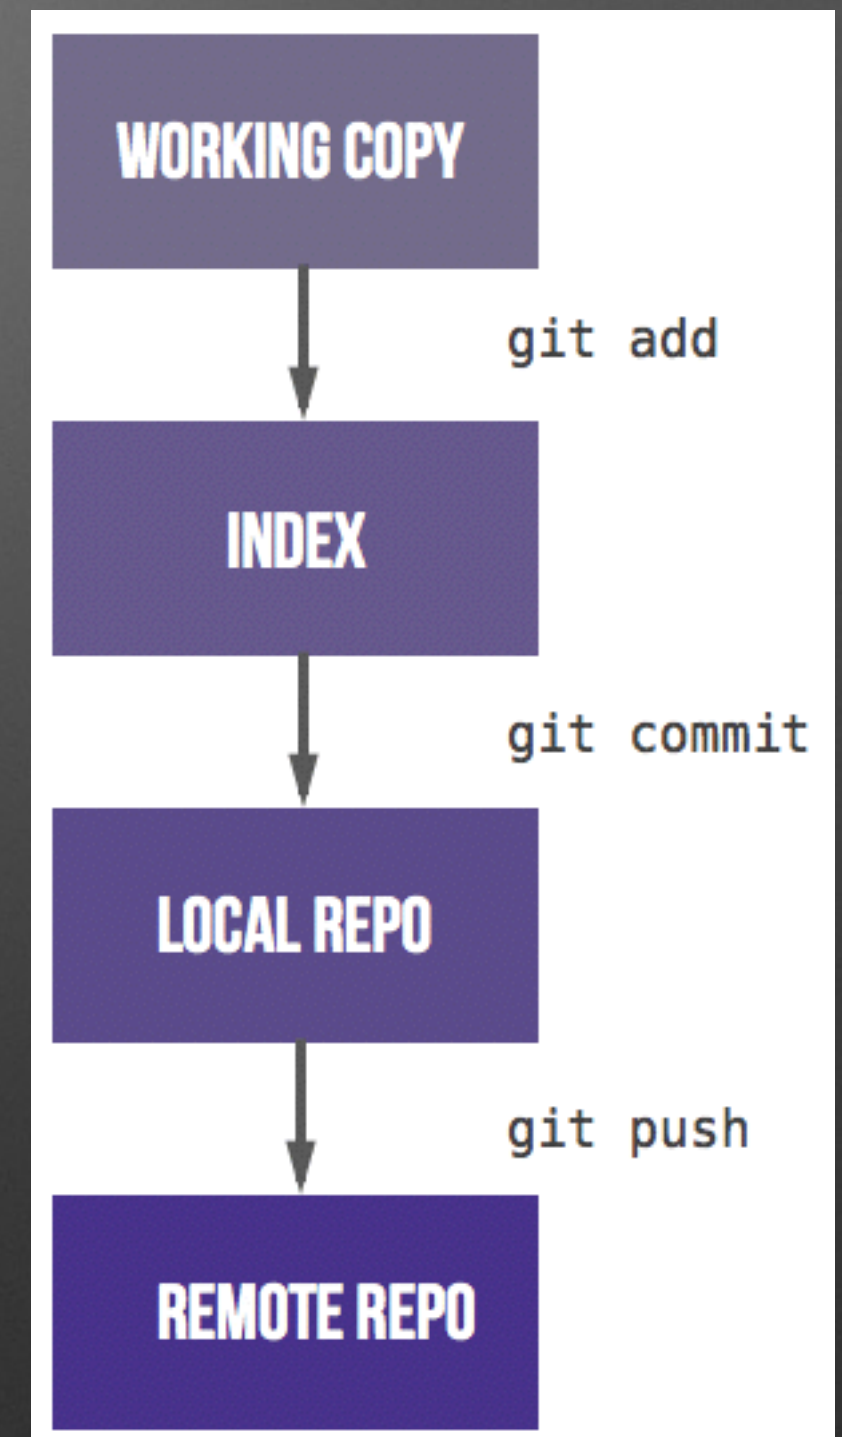 WORKING COPY
git add
INDEX
git commit
LOCAL REPO
git push
REMOTE REPO